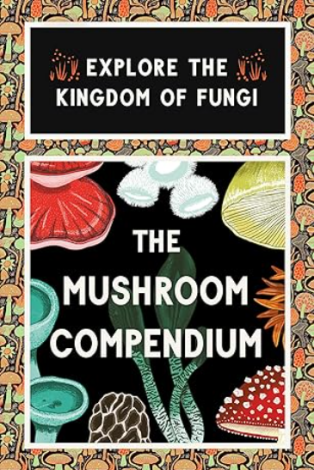 EXPLORE THE
KINGDOM OF FUNGI
THE
MUSHROOM
COMPENDIUM